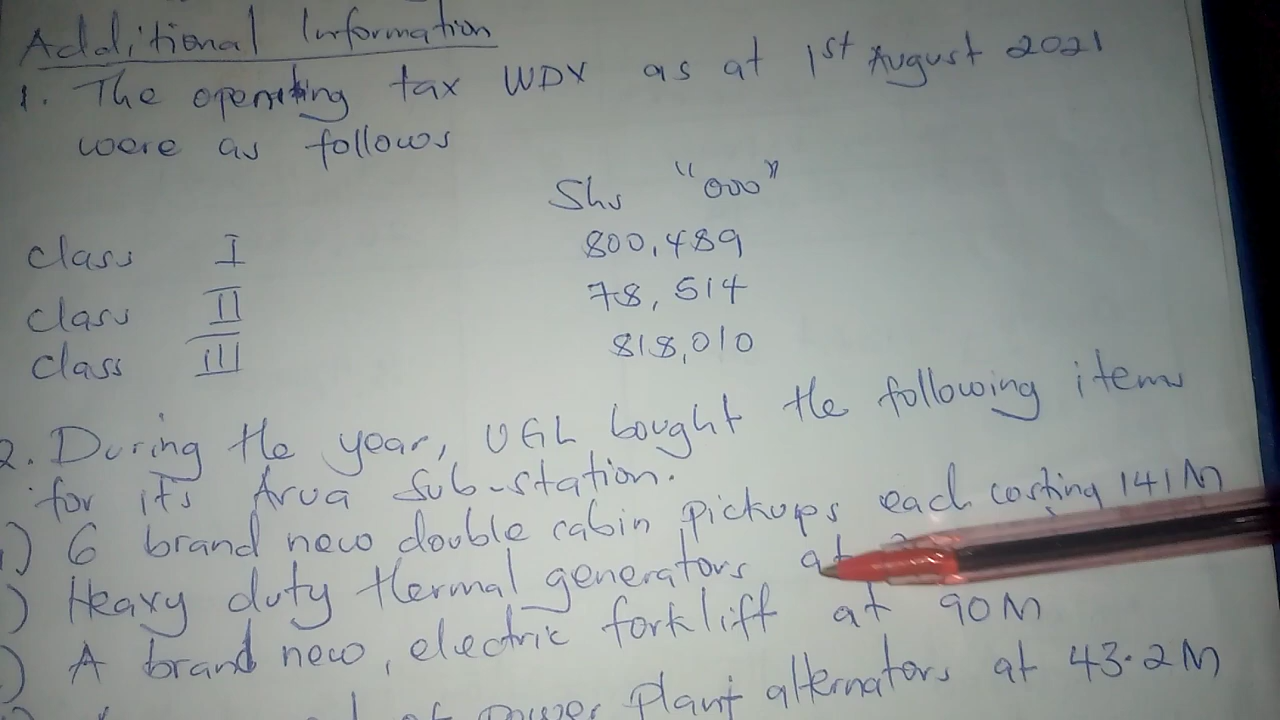 Additional Information
1. The operating tax WDV as at 1st August 2021
were as follows
Shs "000"
class I 800,489
class II 78,514
class III 818,010
2. During the year, UGL bought the following items
for its Arua Sub-station.
) 6 brand new double cabin pickups each costing 141M
) Heavy duty thermal generators at
) A brand new, electric forklift at 90M
power plant alternators at 43.2M